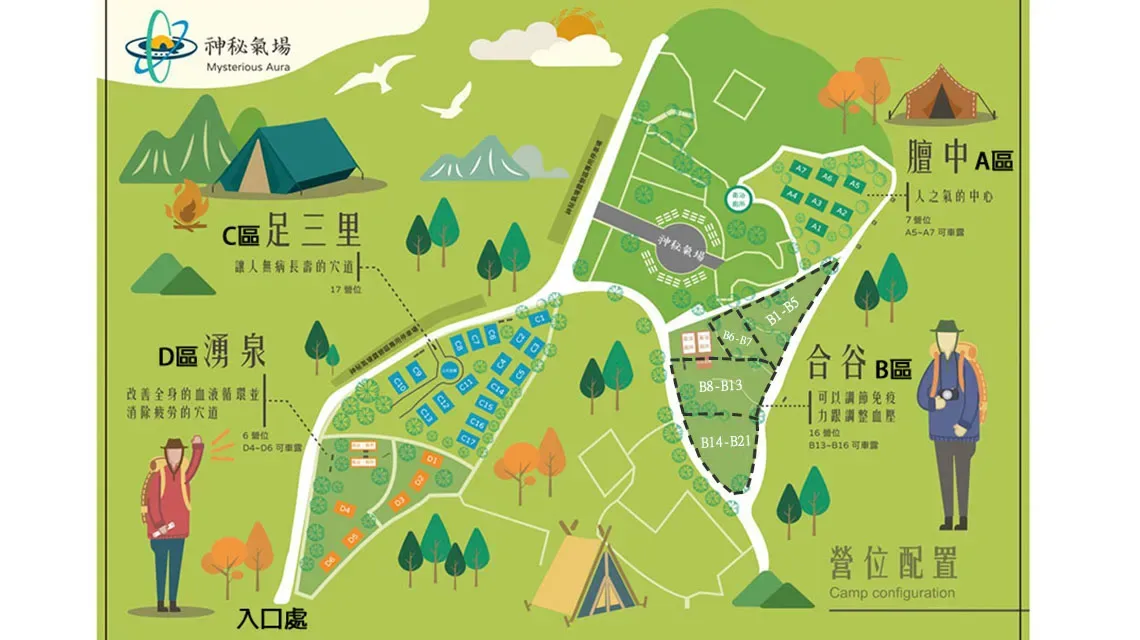 神秘氣場
Mysterious Aura
膻中A區
人之氣的中心
7 營位
A5~A7 可車露
C區足三里
讓人無病長壽的穴道
17 營位
D區湧泉
改善全身的血液循環並
消除疲勞的穴道
6 營位
D4~D6 可車露
合谷B區
可以調節免疫
力跟調整血壓
16 營位
B13~B16 可車露
神秘氣場
A7
A6
A5
A4
A3
A2
A1
B1-B5
B6-B7
B8-B13
B14-B21
C1
C2
C3
C4
C5
C6
C7
C8
C9
C10
C11
C12
C13
C14
C15
C16
C17
D1
D2
D3
D4
D5
D6
入口處
營位配置
Camp configuration